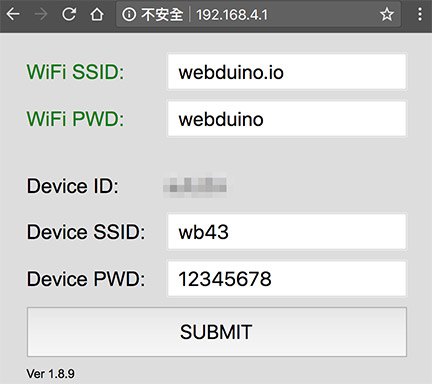 不安全 192.168.4.1
WiFi SSID: webduino.io
WiFi PWD: webduino
Device ID:
Device SSID: wb43
Device PWD: 12345678
SUBMIT
Ver 1.8.9